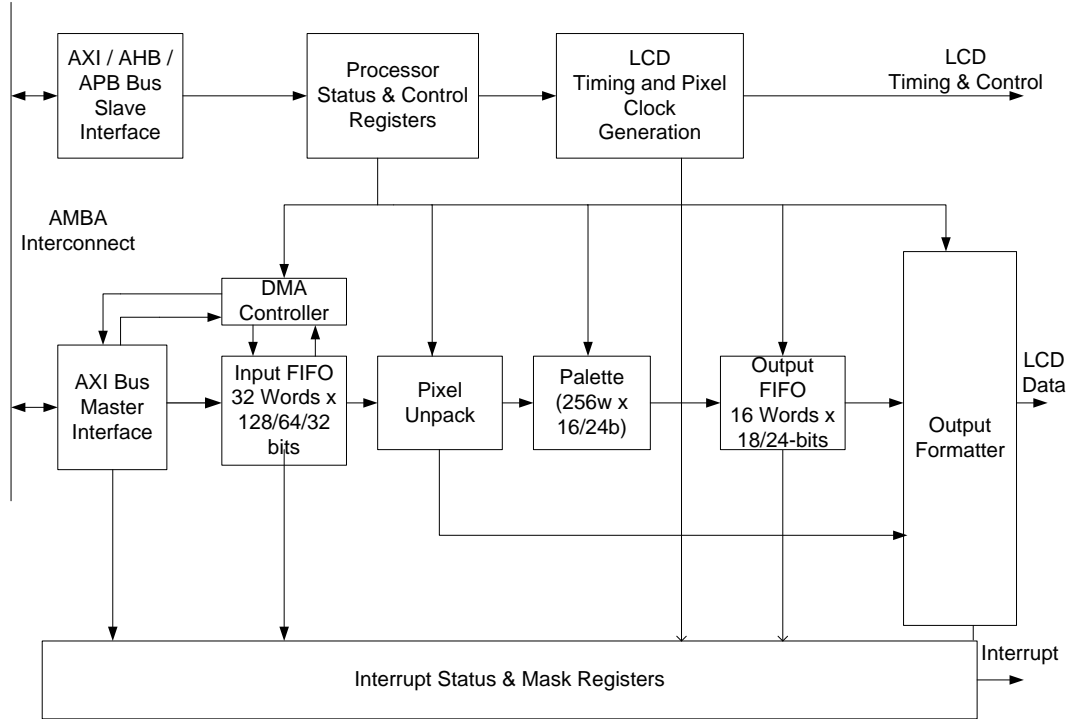 AXI / AHB /
APB Bus
Slave
Interface
Processor
Status & Control
Registers
LCD
Timing and Pixel
Clock
Generation
LCD
Timing & Control
AMBA
Interconnect
DMA
Controller
AXI Bus
Master
Interface
Input FIFO
32 Words x
128/64/32
bits
Pixel
Unpack
Palette
(256w x
16/24b)
Output
FIFO
16 Words x
18/24-bits
Output
Formatter
LCD
Data
Interrupt Status & Mask Registers
Interrupt